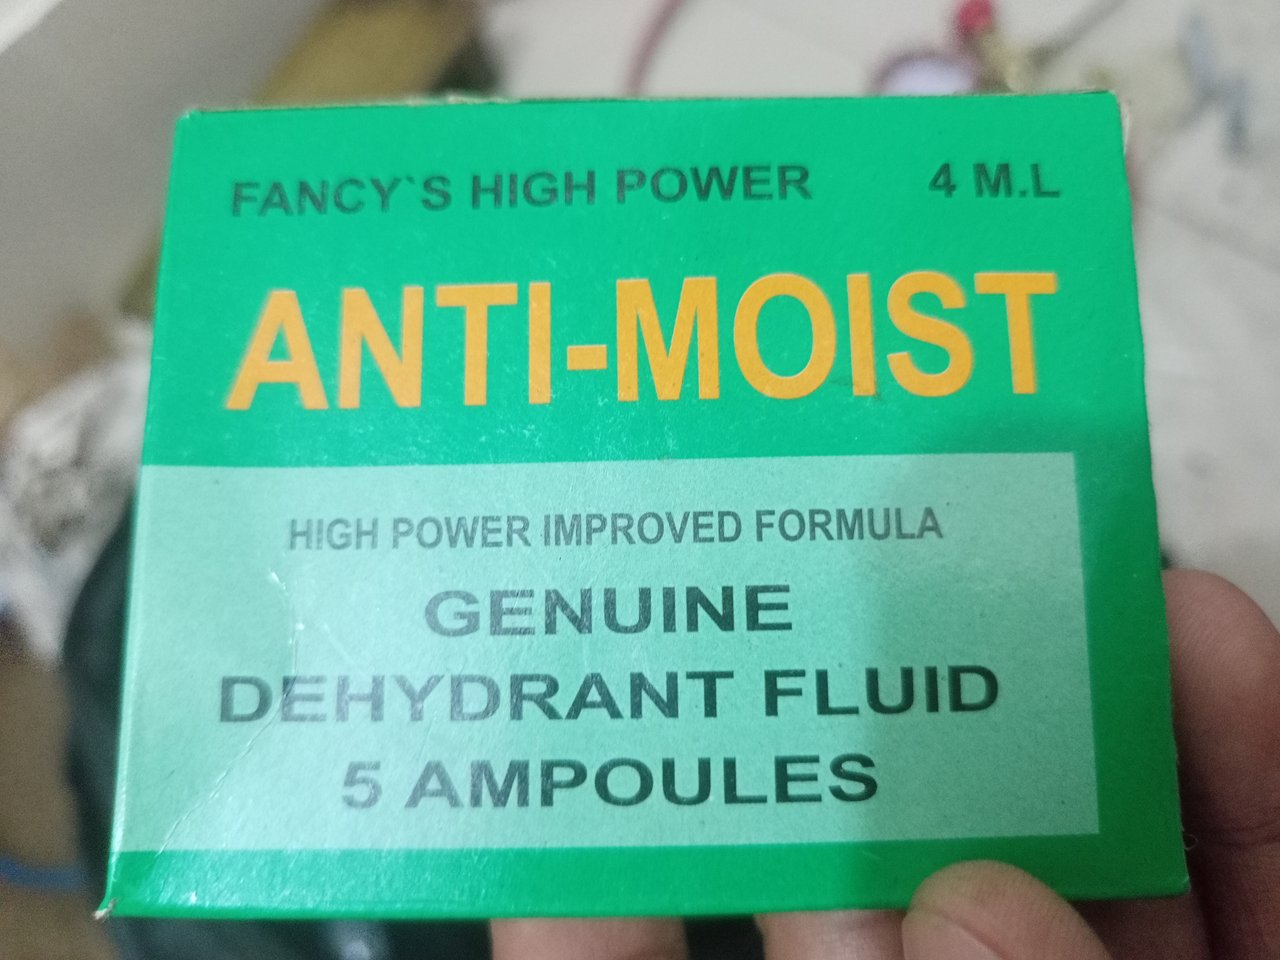 FANCY`S HIGH POWER 4 M.L
ANTI-MOIST
HIGH POWER IMPROVED FORMULA
GENUINE
DEHYDRANT FLUID
5 AMPOULES